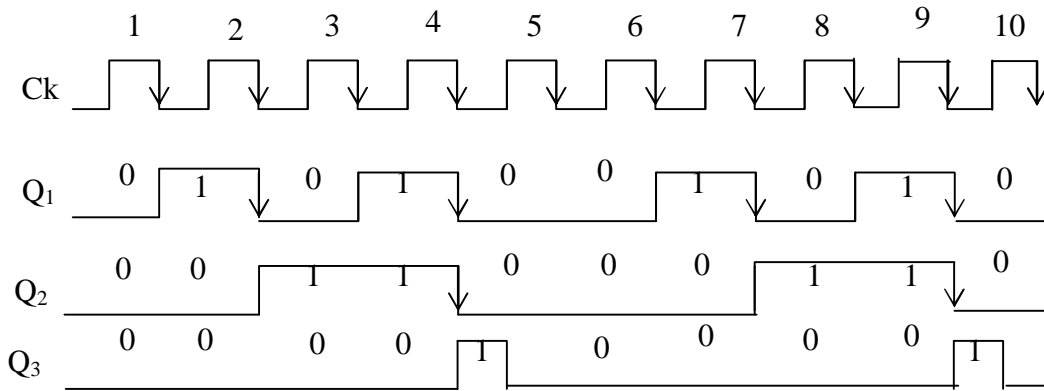 1 2 3 4 5 6 7 8 9 10
Ck
Q₁ 0 1 0 1 0 0 1 0 1 0
Q₂ 0 0 1 1 0 0 0 1 1 0
Q₃ 0 0 0 0 1 0 0 0 0 1